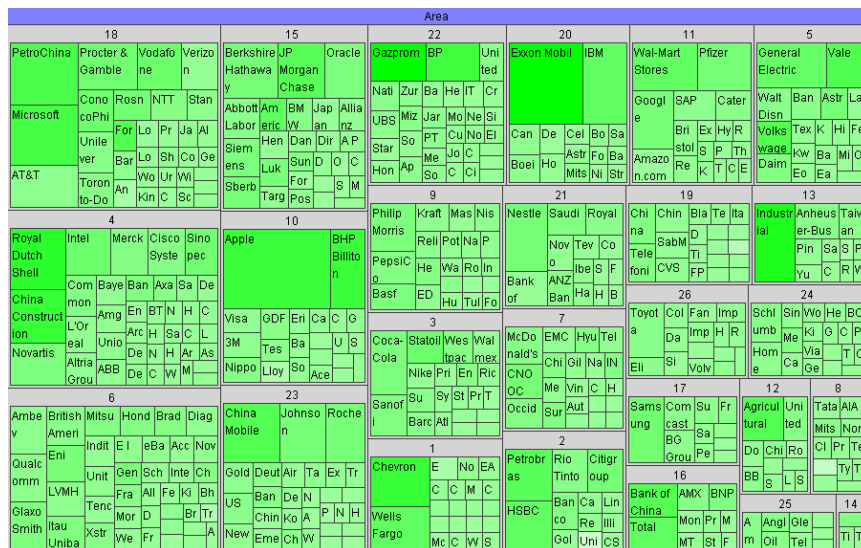 Area
18
PetroChina
Procter &
Gamble
Vodafo
ne
Verizo
n
Microsoft
Cono
coPhi
Rosn
NTT
Stan
Unile
ver
For
Lo
Pr
Ja
Al
Bar
Lo
Sh
Co
Ge
AT&T
Toron
to-Do
An
Wo
Ur
Wi
Kin
C
Sc
15
Berkshire
Hathawa
y
JP
Morgan
Chase
Oracle
Abbott
Labor
Am
eric
BM
W
Jap
an
Allia
nz
Siem
ens
Hen
Dan
Dir
A
P
Luk
Sun
D
O
C
Sberb
Targ
For
Pos
S
M
22
Gazprom
BP
Uni
ted
Nati
Zur
Ba
He
IT
Cr
UBS
Miz
Jar
Mo
Ne
Si
Star
So
PT
Cu
No
El
Hon
Ap
Me
Jo
C
So
C
Ci
20
Exxon Mobil
IBM
Can
De
Cel
Bo
Sa
Boei
Ho
Astr
Fo
Ba
Mits
Ni
Str
11
Wal-Mart
Stores
Pfizer
Googl
e
SAP
Cater
Bri
stol
Ex
Hy
R
Amazo
n.com
S
P
Th
Re
K
T
C
E
5
General
Electric
Vale
Walt
Disn
Ban
Astr
La
Volks
wage
Tex
K
Hi
Fe
Daim
Kw
Ba
Mi
O
Eo
Ea
4
Royal
Dutch
Shell
Intel
Merck
Cisco
Syste
Sino
pec
China
Construct
ion
Com
mon
Baye
Ban
Axa
Sa
De
Amg
En
BT
N
H
C
L'Or
eal
Unio
Arc
H
Sa
C
L
Novartis
Altria
Grou
ABB
De
N
H
Ar
As
De
C
W
M
10
Apple
BHP
Billito
n
Visa
GDF
Eri
Ca
C
G
3M
Tes
Ba
U
S
Nippo
Lloy
So
Ace
9
Philip
Morris
Kraft
Mas
Nis
Reli
Pot
Na
P
PepsiC
o
He
Wa
Ro
In
Basf
ED
Hu
Tul
Fo
21
Nestle
Saudi
Royal
Nov
o
Tev
Co
Ibe
S
F
Bank
of
ANZ
Ban
Ha
H
B
19
Chi
na
Chin
Bla
Te
Ita
SabM
D
Tele
foni
Ti
CVS
FP
13
Industr
ial
Anheus
er-Bus
Taiw
an
Pin
Sa
S
P
Yu
C
R
W
3
Coca-
Cola
Statoil
Wes
tpac
Wal
mex
Nike
Pri
En
Ric
Sanof
i
Su
Sy
St
Pr
T
Barc
Atl
7
McDo
nald's
EMC
Hyu
Tel
CNO
OC
Chi
Gil
Na
IN
Me
Vin
C
H
Occid
Sur
Aut
26
Toyot
a
Col
Fan
Imp
Da
Imp
H
R
Eli
Si
Volv
24
Schl
umb
Sin
Wo
He
BC
Me
Ki
G
C
P
Hom
e
Ca
Via
Ge
T
C
6
Ambe
v
British
Ameri
Mitsu
Hond
Brad
Diag
Eni
Indit
E I
eBa
Acc
Nov
Qualc
omm
LVMH
Unit
Gen
Sch
Inte
Ch
Tenc
Fra
All
Fe
Ki
Bh
Glaxo
Smith
Itau
Uniba
Xstr
Mor
D
Br
Tr
We
Fr
A
23
China
Mobile
Johnso
n
Roche
Gold
Deut
Air
Ta
Ex
Tr
US
Ban
De
N
Chin
Ko
A
P
N
H
New
Eme
Ch
W
1
Chevron
E
No
EA
C
C
M
C
Wells
Fargo
C
C
C
Mc
C
W
S
2
Petrobr
as
Rio
Tinto
Citigr
oup
HSBC
Ban
co
Ca
Lin
Re
Illi
Gol
Uni
CS
17
Sams
ung
Com
cast
Su
Fr
BG
Grou
Sa
Pe
12
Agricul
tural
Unit
ed
Do
Chi
Ro
BB
S
L
S
8
Tata
AIA
Mits
Nor
Cl
Pr
Te
Ty
T
16
Bank of
China
AMX
BNP
Total
Mon
Pr
M
MT
St
F
25
A
m
Angl
Gle
Oil
Tel
14
Ti
L